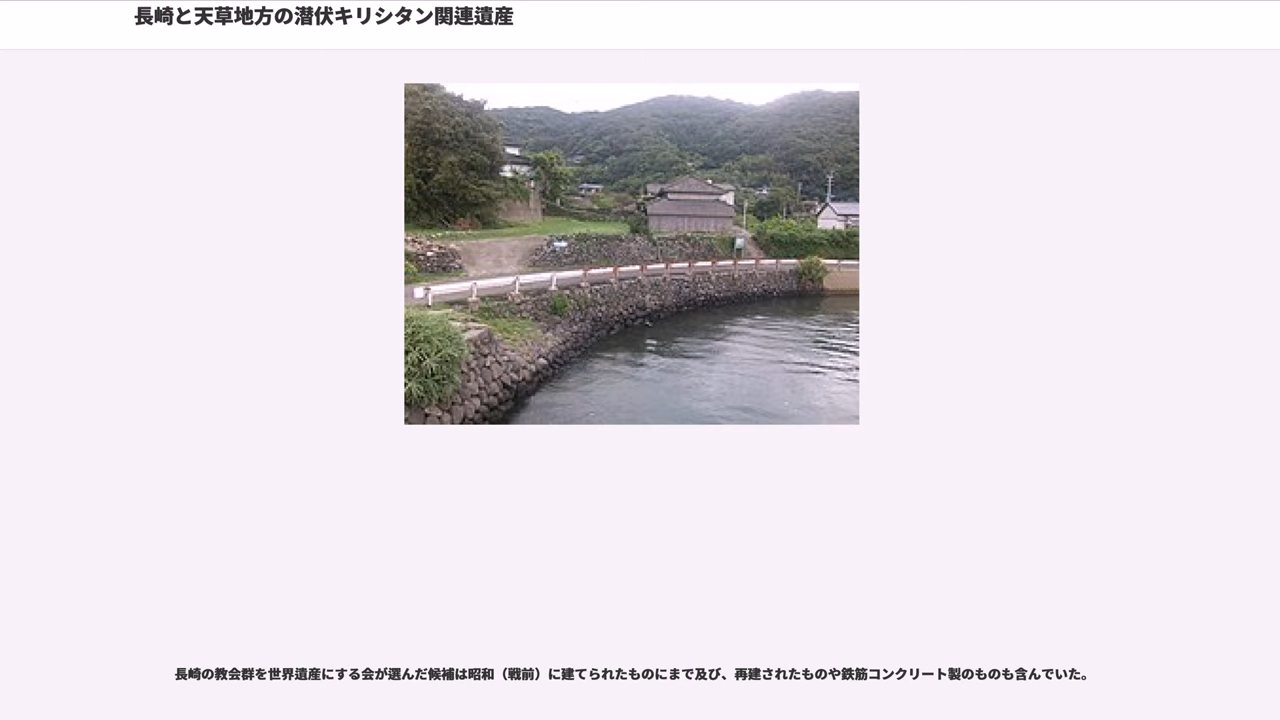 長崎と天草地方の潜伏キリシタン関連遺産
長崎の教会群を世界遺産にする会が選んだ候補は昭和（戦前）に建てられたものにまで及び、再建されたものや鉄筋コンクリート製のものも含んでいた。